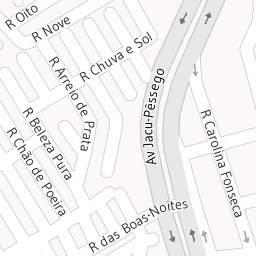 R Oito
R Nove
R Chuva e Sol
R Arreio de Prata
R Beleza Pura
R Chão de Poeira
Av Jacu-Pêssego
R Carolina Fonseca
R das Boas-Noites